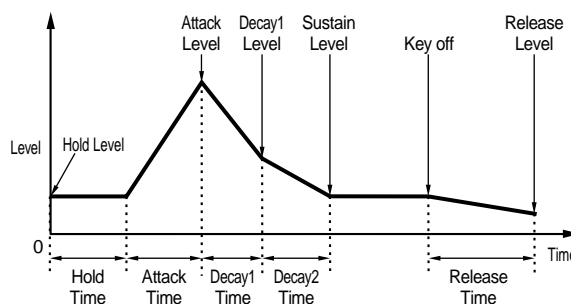 Attack Level
Decay1 Level
Sustain Level
Key off
Release Level
Level
Hold Level
0
Time
Hold Time
Attack Time
Decay1 Time
Decay2 Time
Release Time